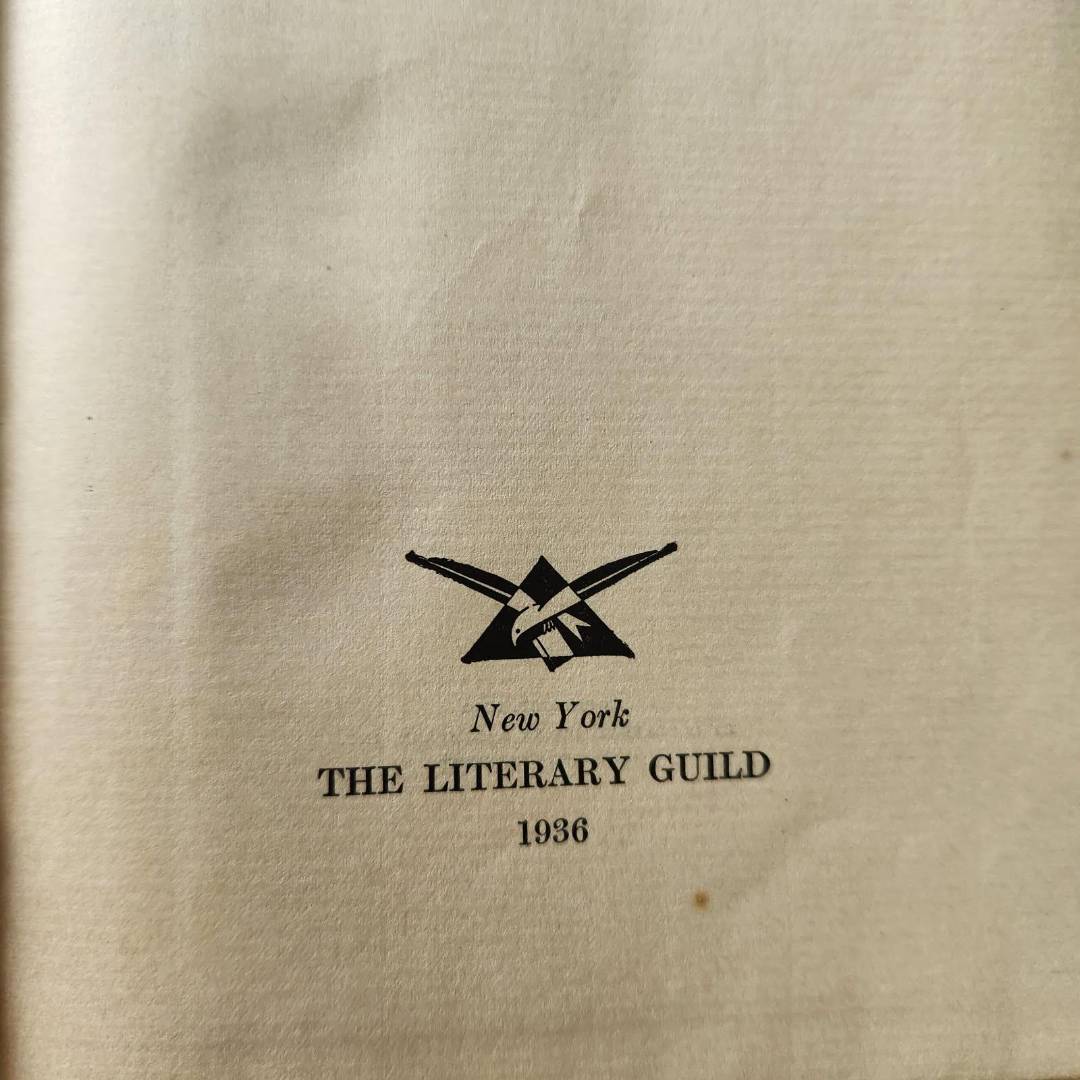 New York
THE LITERARY GUILD
1936